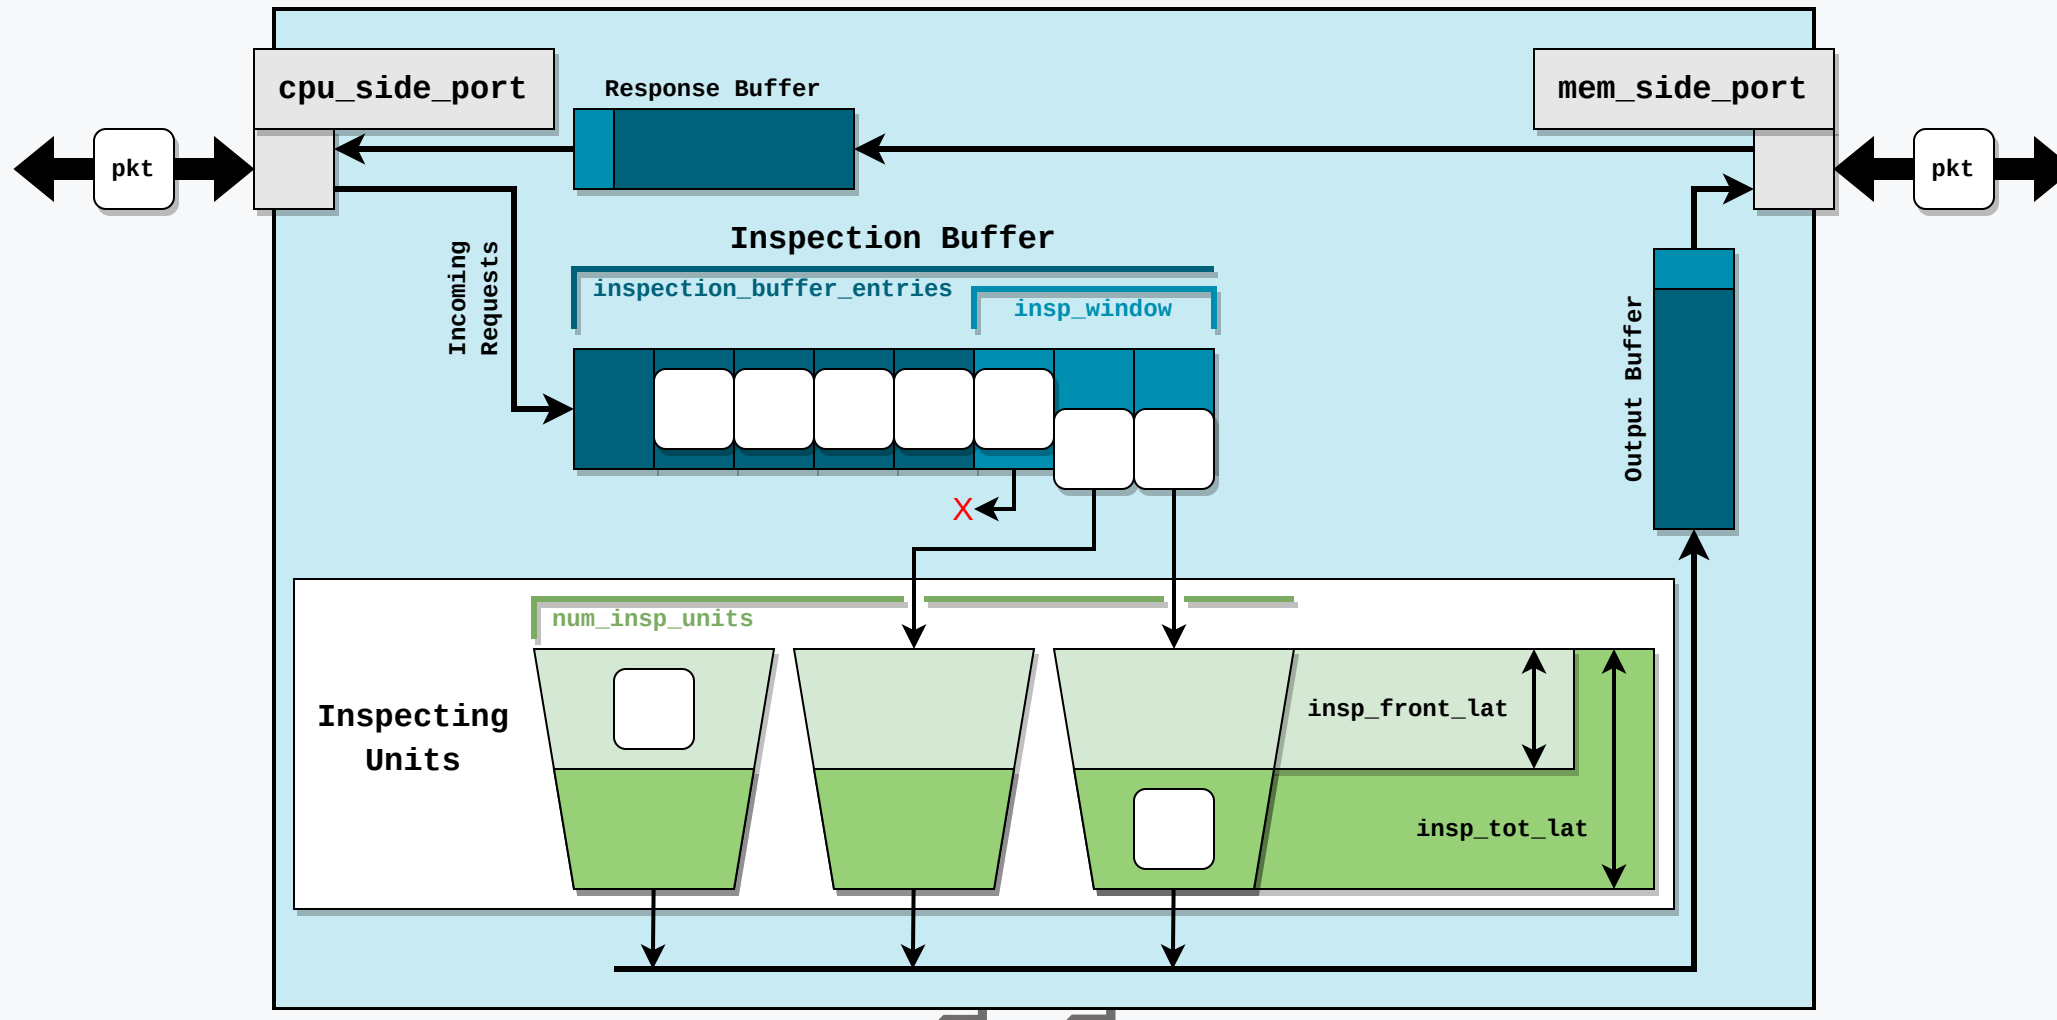 cpu_side_port
Response Buffer
mem_side_port
pkt
pkt
Inspection Buffer
Incoming
Requests
inspection_buffer_entries
insp_window
Output Buffer
X
num_insp_units
Inspecting
Units
insp_front_lat
insp_tot_lat